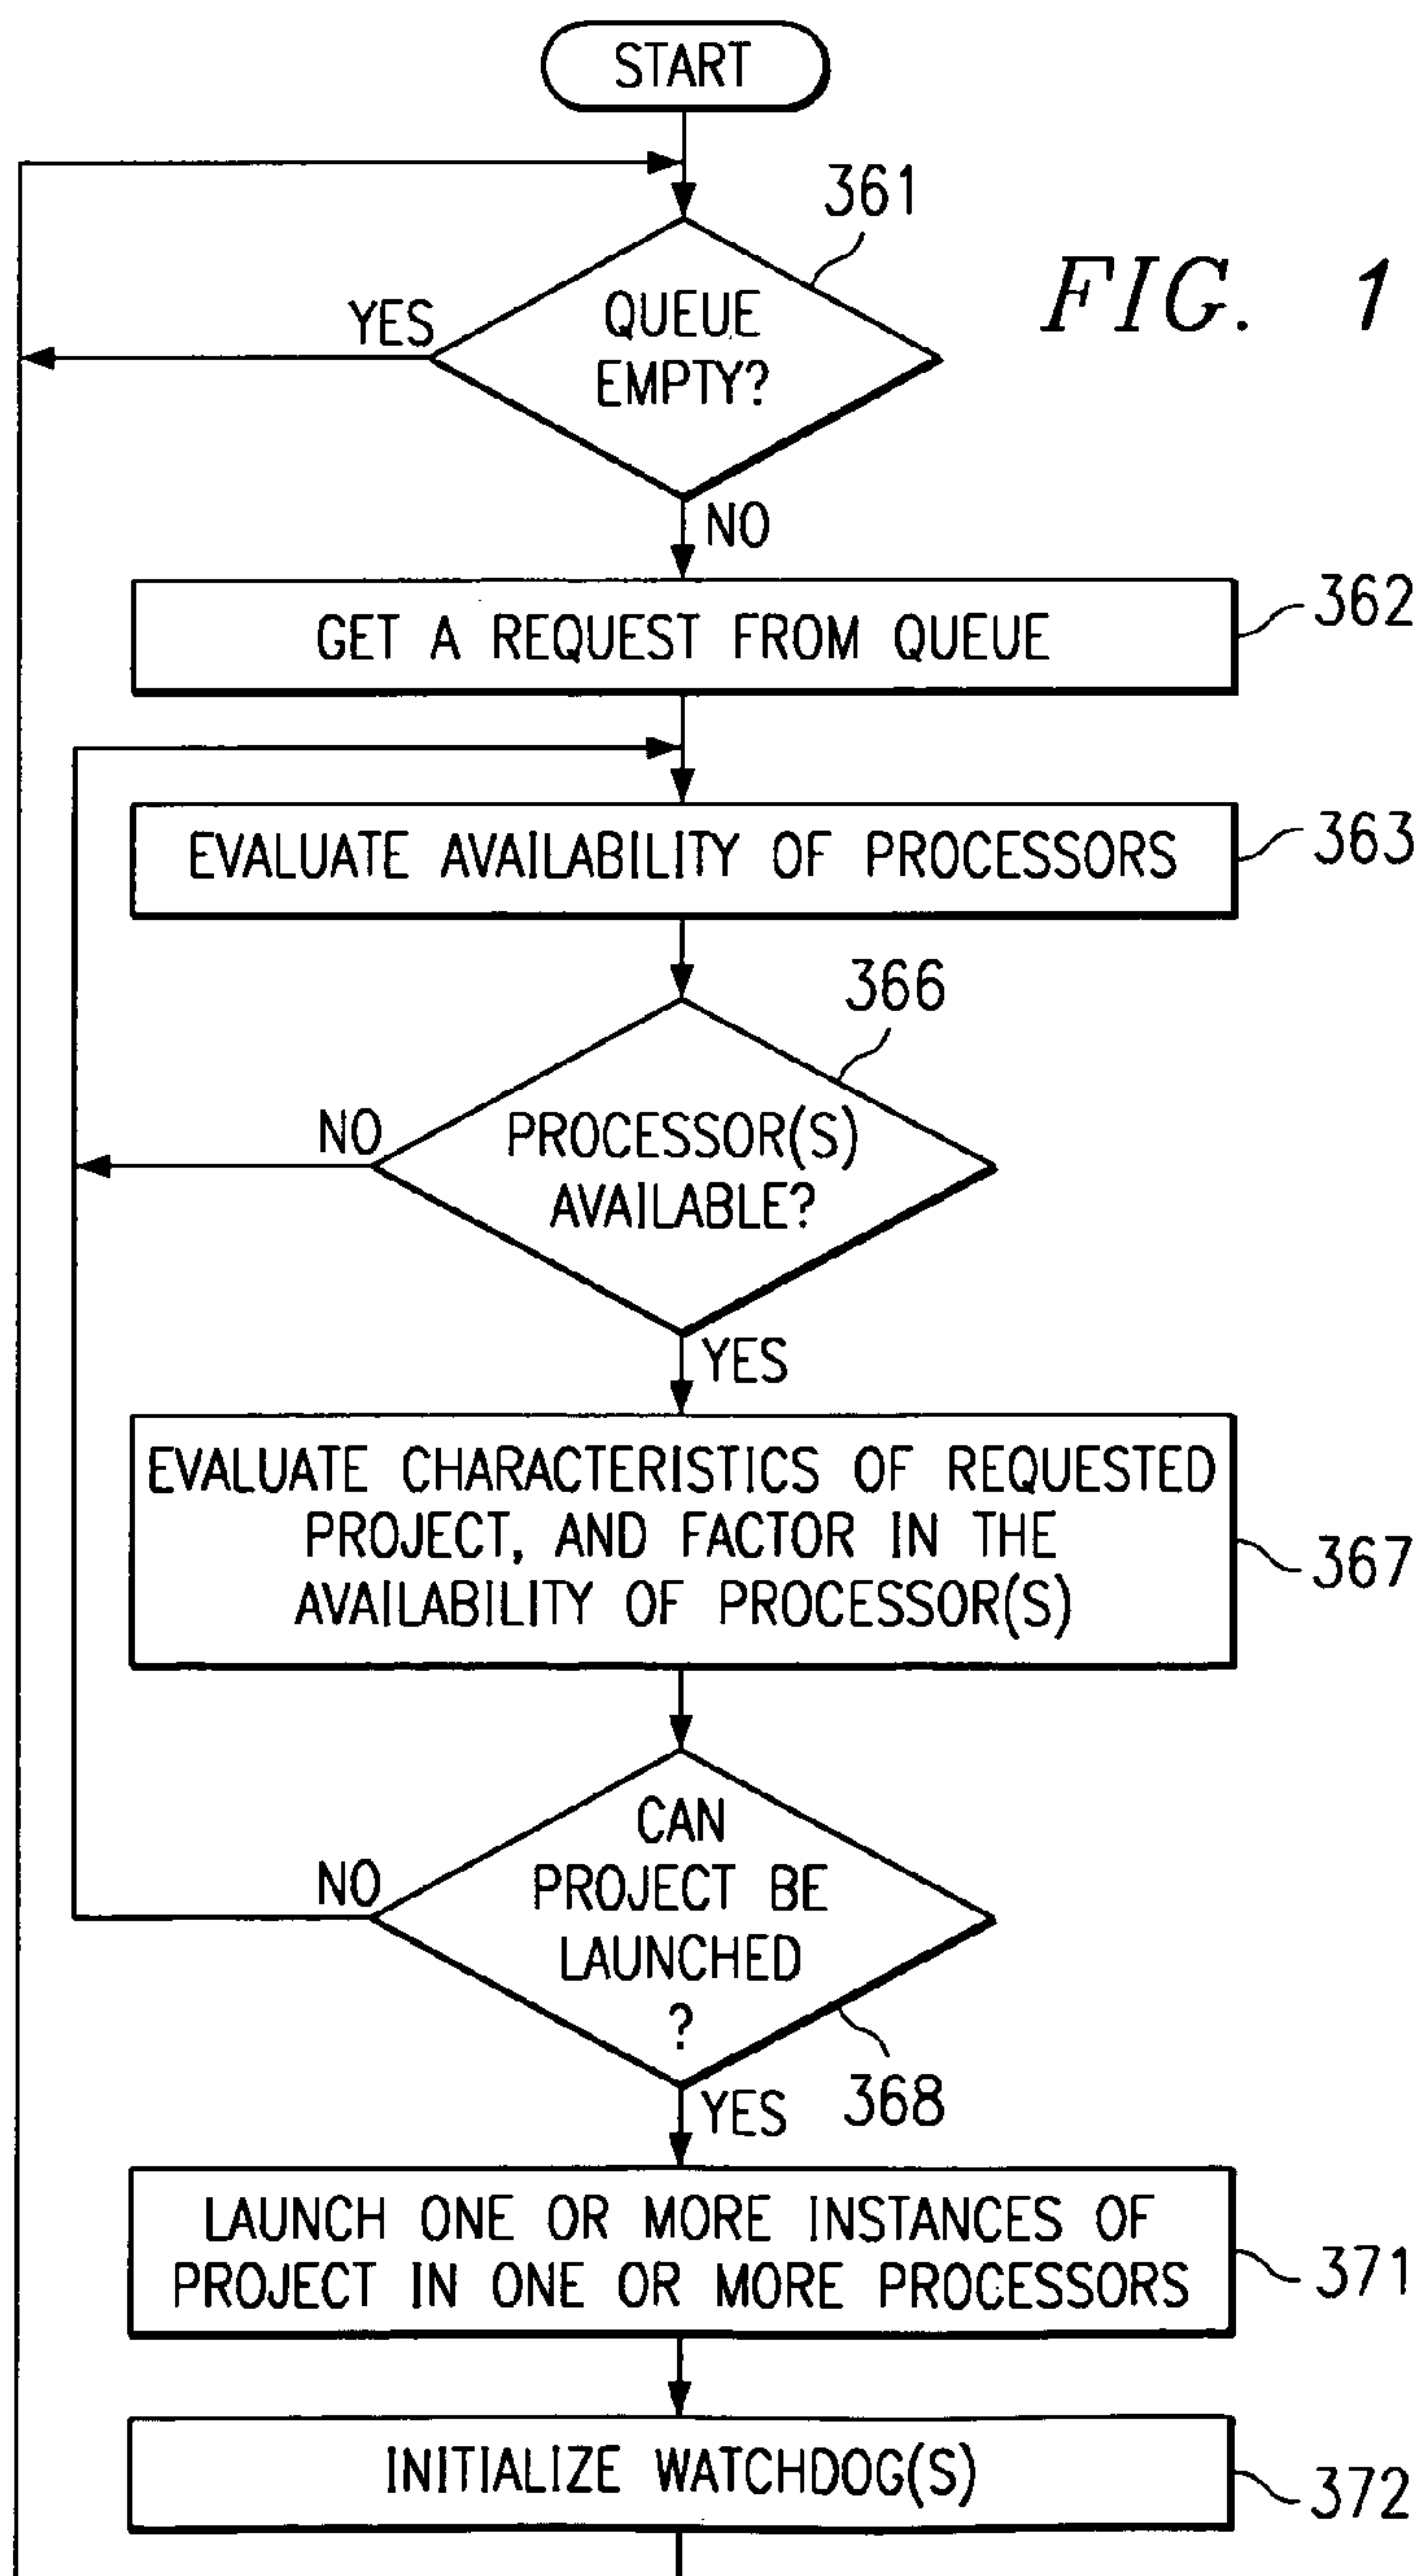 START
361
FIG. 1
YES
QUEUE
EMPTY?
NO
GET A REQUEST FROM QUEUE
362
EVALUATE AVAILABILITY OF PROCESSORS
363
366
NO
PROCESSOR(S)
AVAILABLE?
YES
EVALUATE CHARACTERISTICS OF REQUESTED
PROJECT, AND FACTOR IN THE
AVAILABILITY OF PROCESSOR(S)
367
CAN
PROJECT BE
LAUNCHED
?
NO
368
YES
LAUNCH ONE OR MORE INSTANCES OF
PROJECT IN ONE OR MORE PROCESSORS
371
INITIALIZE WATCHDOG(S)
372